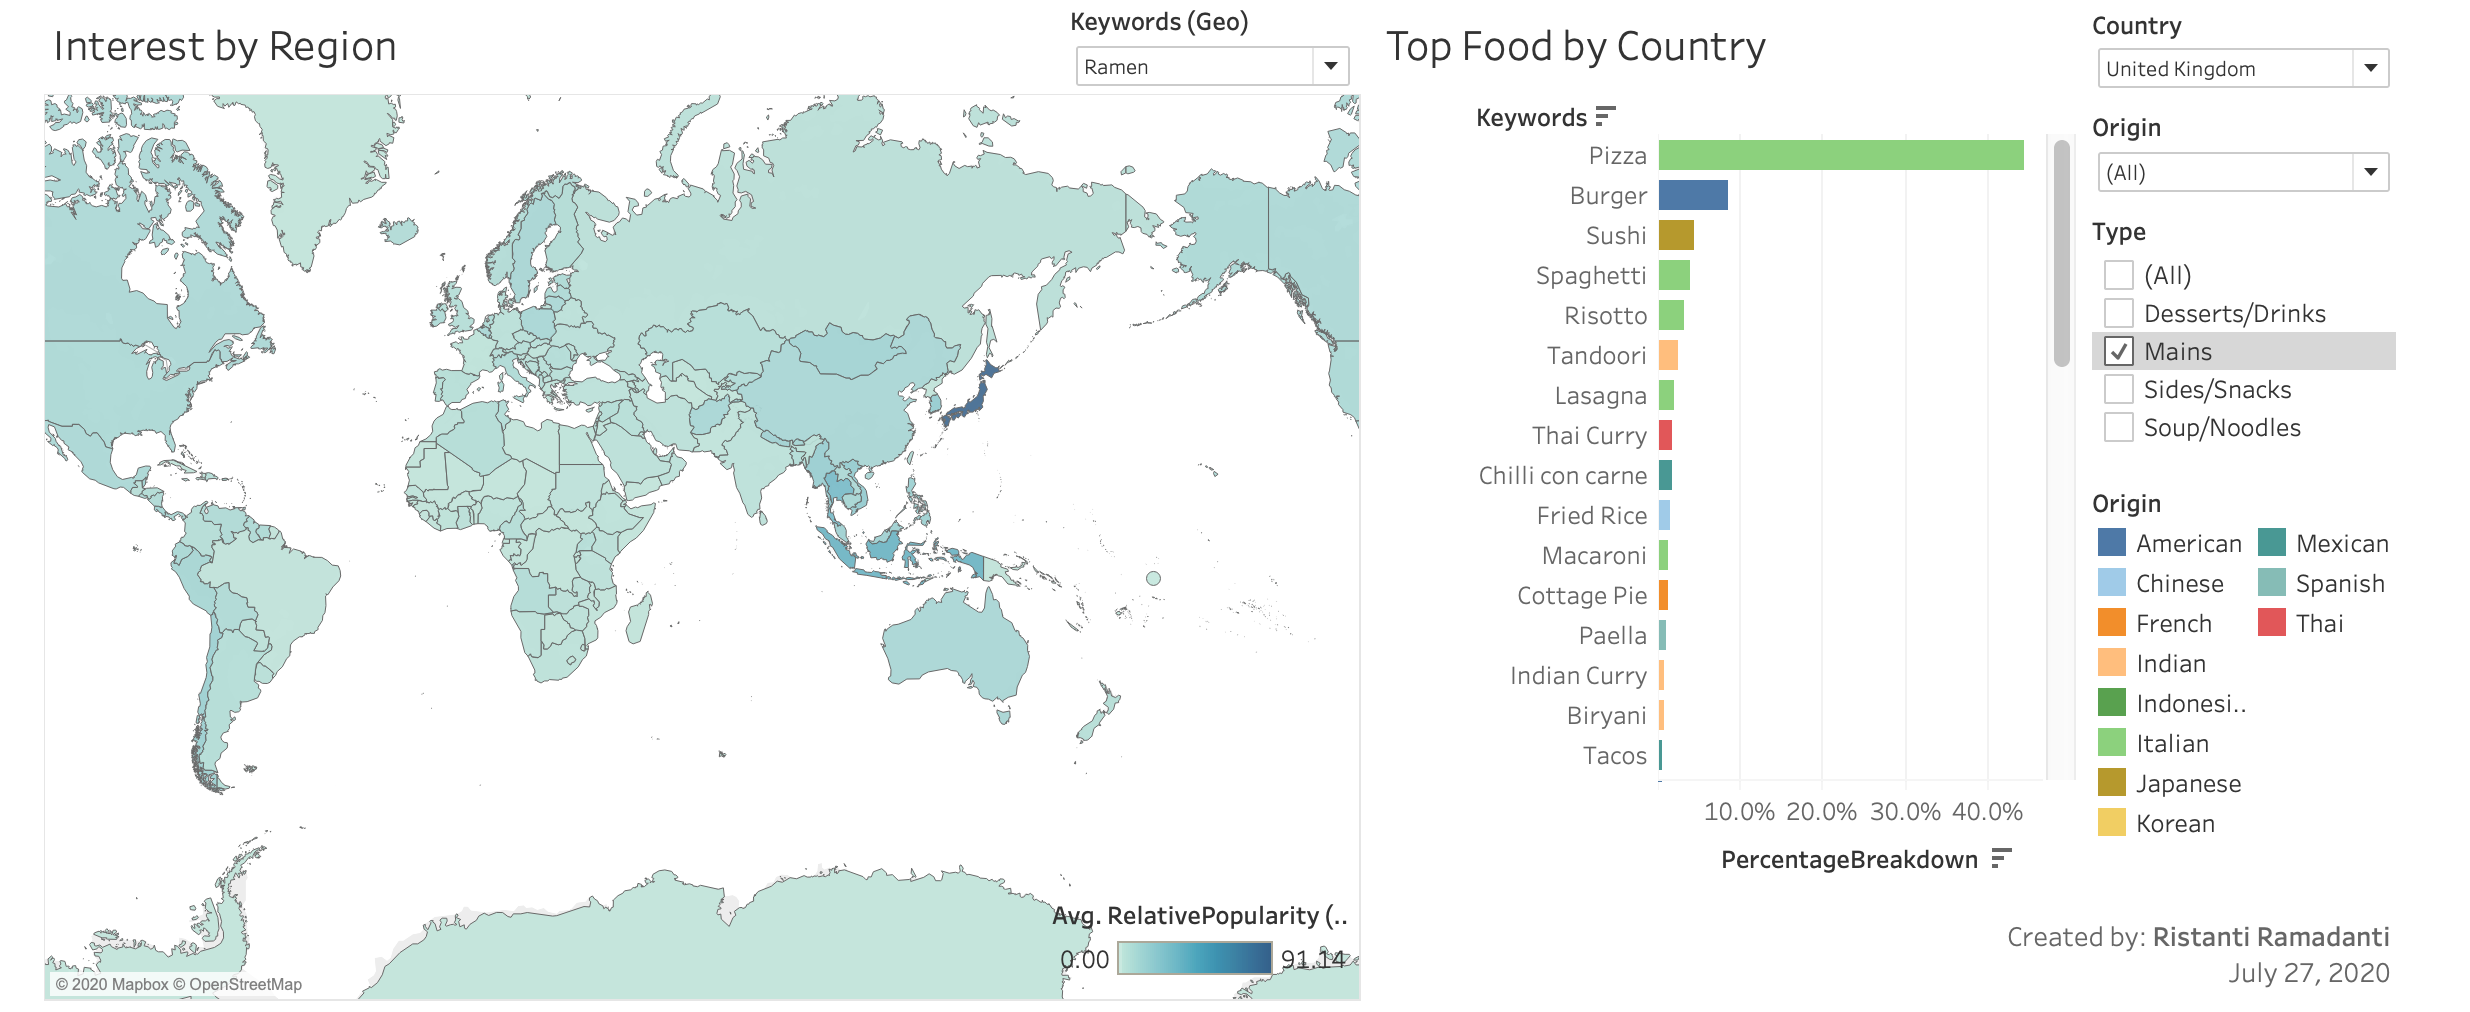 Interest by Region
Keywords (Geo)
Ramen
© 2020 Mapbox © OpenStreetMap
Avg. RelativePopularity (..
0.00
91.14
Top Food by Country
Keywords
Pizza
Burger
Sushi
Spaghetti
Risotto
Tandoori
Lasagna
Thai Curry
Chilli con carne
Fried Rice
Macaroni
Cottage Pie
Paella
Indian Curry
Biryani
Tacos
10.0% 20.0% 30.0% 40.0%
PercentageBreakdown
Country
United Kingdom
Origin
(All)
Type
(All)
Desserts/Drinks
Mains
Sides/Snacks
Soup/Noodles
Origin
American Mexican
Chinese Spanish
French Thai
Indian
Indonesi..
Italian
Japanese
Korean
Created by: Ristanti Ramadanti
July 27, 2020